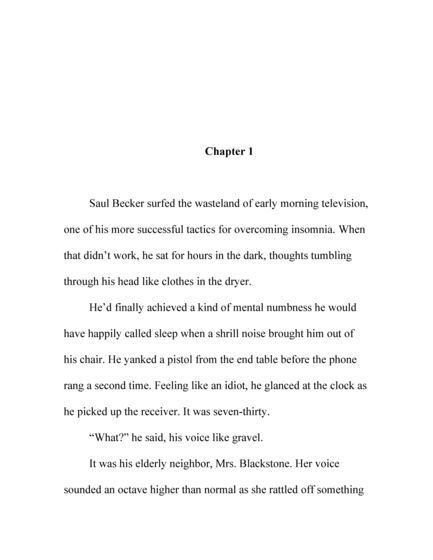 Chapter 1
Saul Becker surfed the wasteland of early morning television,
one of his more successful tactics for overcoming insomnia. When
that didn’t work, he sat for hours in the dark, thoughts tumbling
through his head like clothes in the dryer.
He’d finally achieved a kind of mental numbness he would
have happily called sleep when a shrill noise brought him out of
his chair. He yanked a pistol from the end table before the phone
rang a second time. Feeling like an idiot, he glanced at the clock as
he picked up the receiver. It was seven-thirty.
“What?” he said, his voice like gravel.
It was his elderly neighbor, Mrs. Blackstone. Her voice
sounded an octave higher than normal as she rattled off something